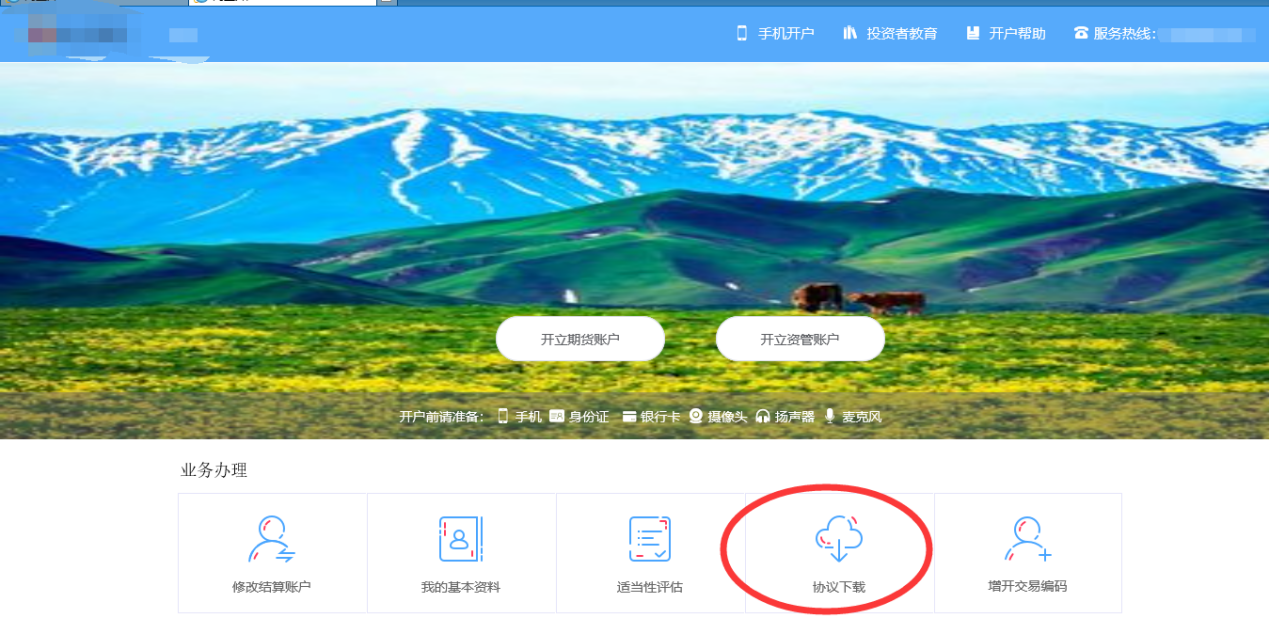 手机开户 投资者教育 开户帮助 服务热线:
开立期货账户 开立资管账户
开户前请准备: 手机 身份证 银行卡 摄像头 扬声器 麦克风
业务办理
修改结算账户 我的基本资料 适当性评估 协议下载 增开交易编码